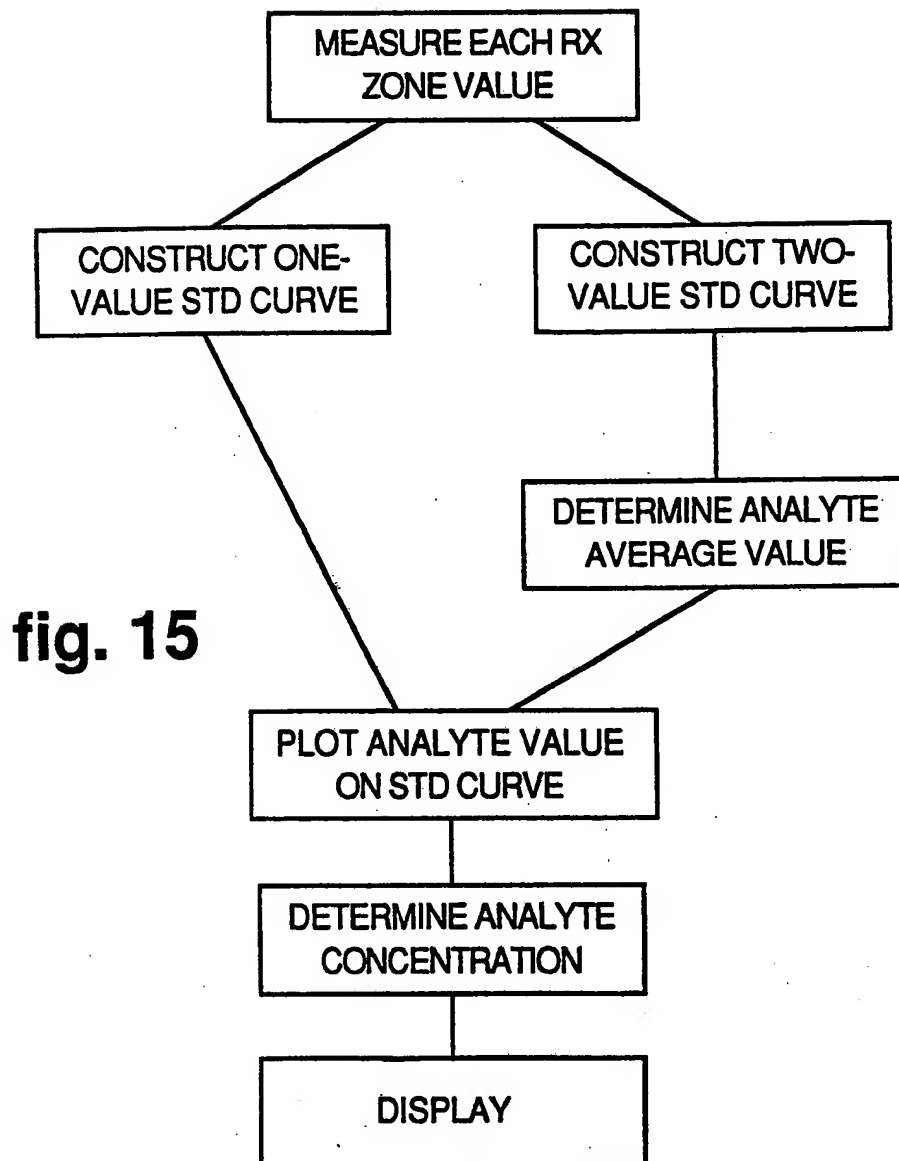 MEASURE EACH RX
ZONE VALUE
CONSTRUCT ONE-
VALUE STD CURVE
CONSTRUCT TWO-
VALUE STD CURVE
DETERMINE ANALYTE
AVERAGE VALUE
fig. 15
PLOT ANALYTE VALUE
ON STD CURVE
DETERMINE ANALYTE
CONCENTRATION
DISPLAY